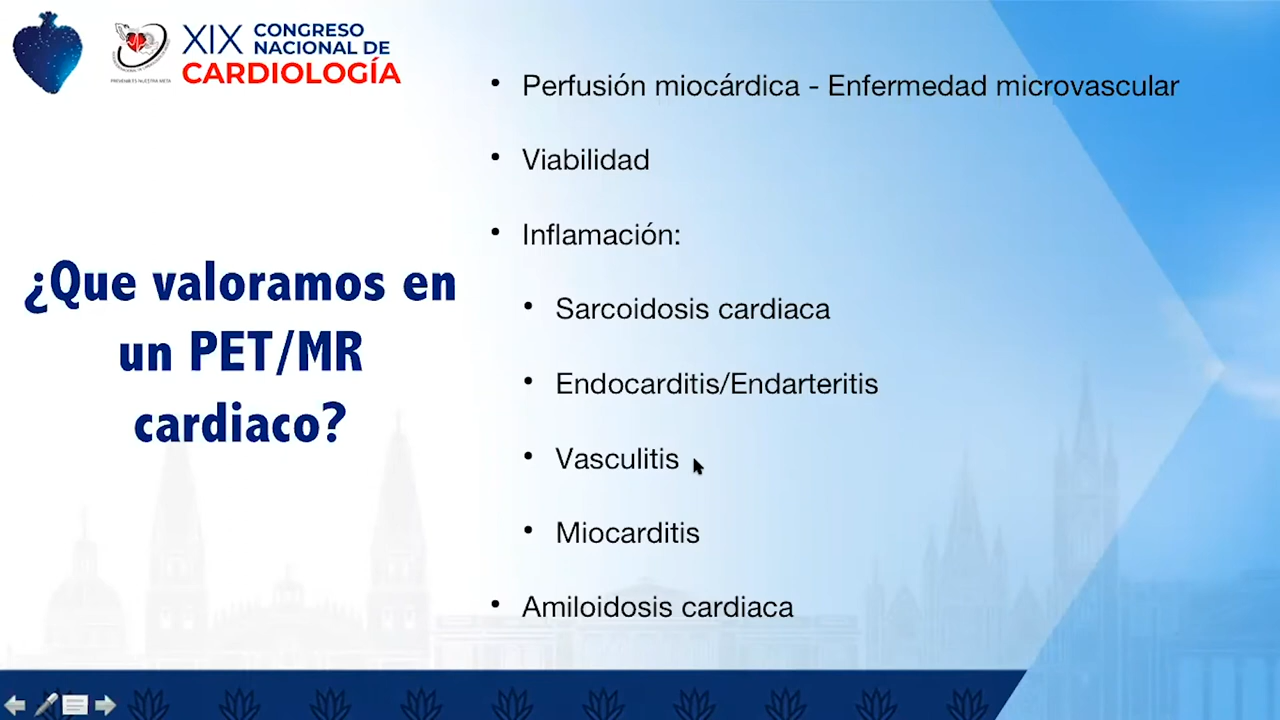 XIX CONGRESO
NACIONAL DE
CARDIOLOGÍA
¿Que valoramos en
un PET/MR
cardiaco?
• Perfusión miocárdica - Enfermedad microvascular
• Viabilidad
• Inflamación:
• Sarcoidosis cardiaca
• Endocarditis/Endarteritis
• Vasculitis
• Miocarditis
• Amiloidosis cardiaca